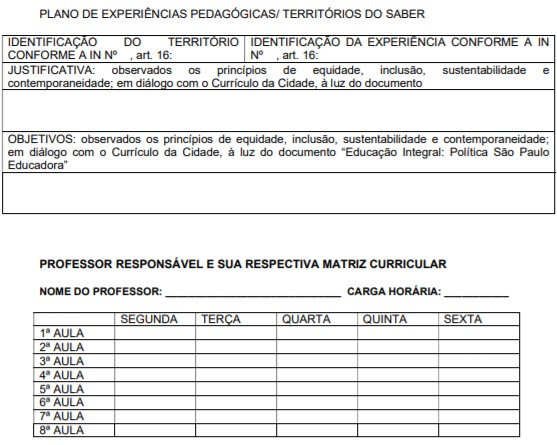 PLANO DE EXPERIÊNCIAS PEDAGÓGICAS/ TERRITÓRIOS DO SABER
IDENTIFICAÇÃO DO TERRITÓRIO CONFORME A IN Nº , art. 16:
IDENTIFICAÇÃO DA EXPERIÊNCIA CONFORME A IN Nº , art. 16:
JUSTIFICATIVA: observados os princípios de equidade, inclusão, sustentabilidade e
contemporaneidade; em diálogo com o Currículo da Cidade, à luz do documento
OBJETIVOS: observados os princípios de equidade, inclusão, sustentabilidade e contemporaneidade;
em diálogo com o Currículo da Cidade, à luz do documento “Educação Integral: Política São Paulo
Educadora”
PROFESSOR RESPONSÁVEL E SUA RESPECTIVA MATRIZ CURRICULAR
NOME DO PROFESSOR: ______________________________ CARGA HORÁRIA: ___________
SEGUNDA TERÇA QUARTA QUINTA SEXTA
1ª AULA
2ª AULA
3ª AULA
4ª AULA
5ª AULA
6ª AULA
7ª AULA
8ª AULA